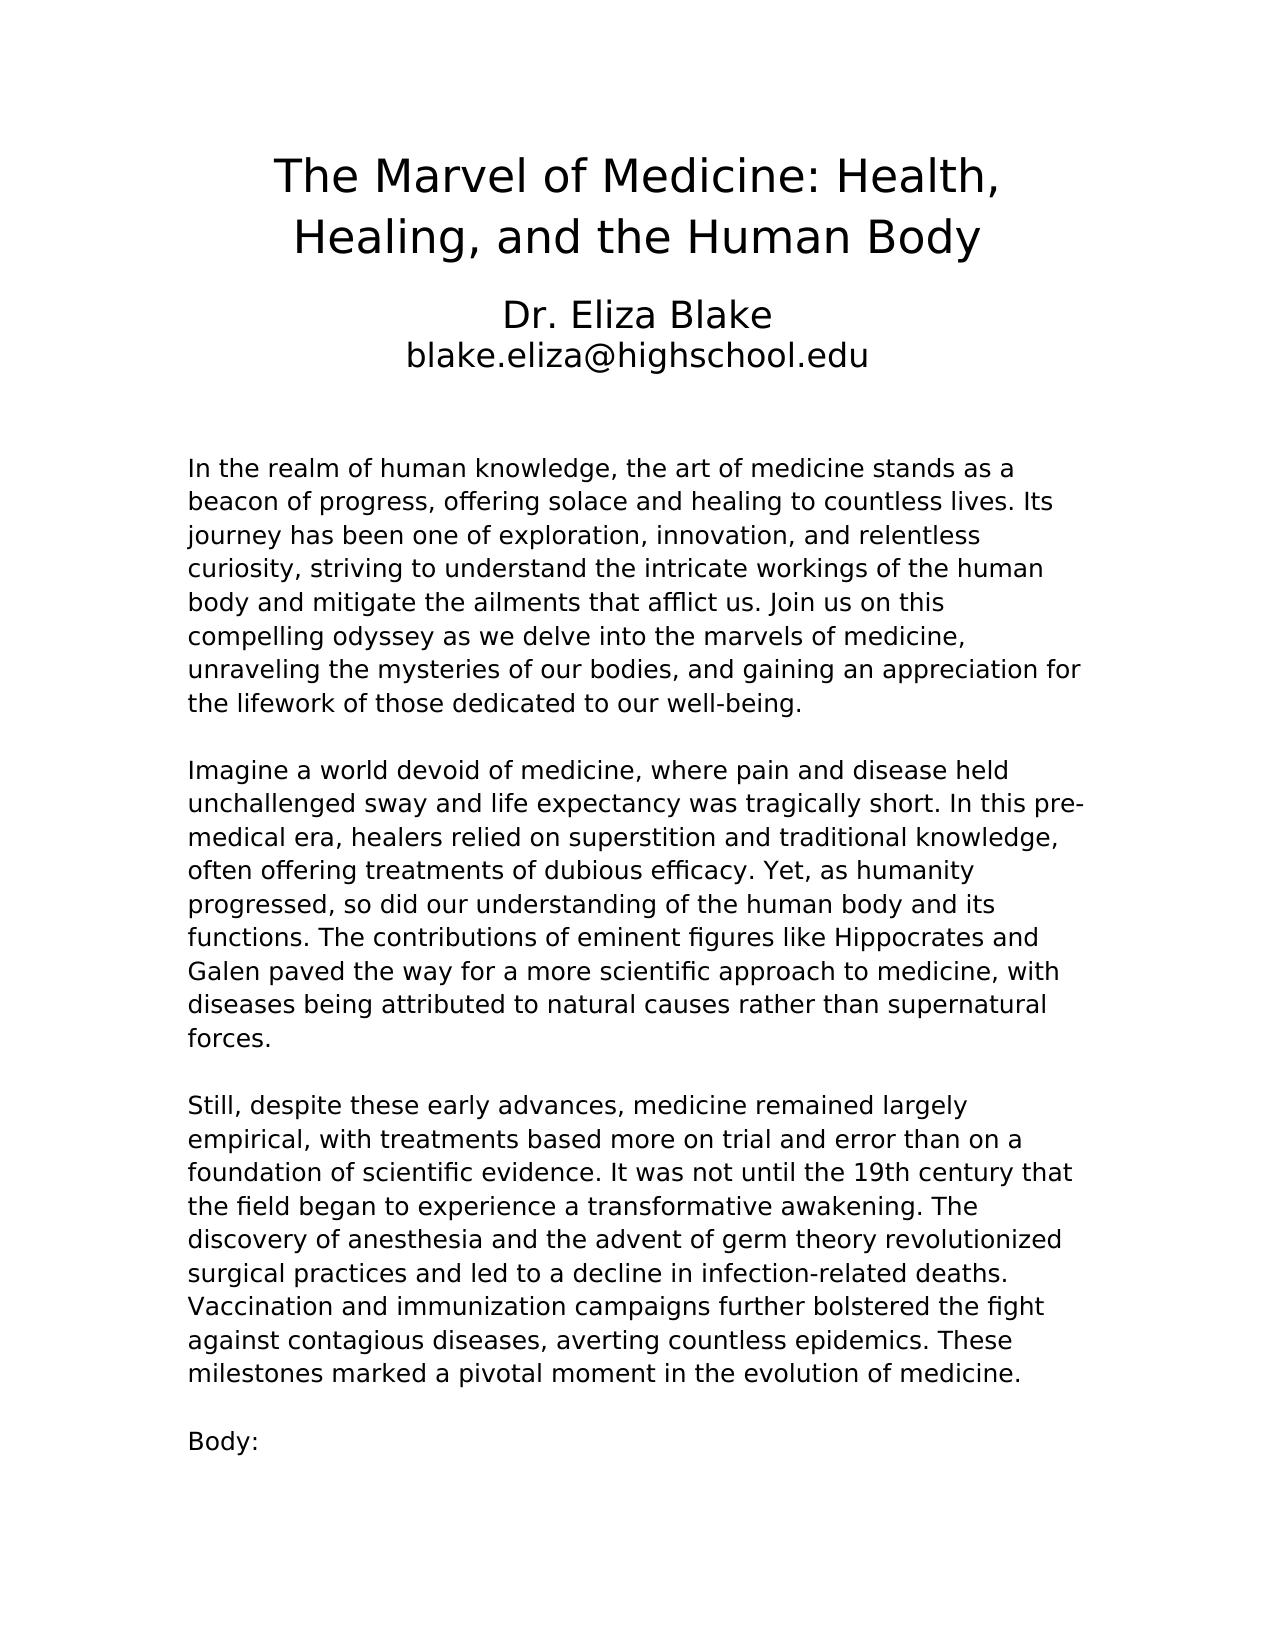 The Marvel of Medicine: Health,
Healing, and the Human Body
Dr. Eliza Blake
blake.eliza@highschool.edu
In the realm of human knowledge, the art of medicine stands as a
beacon of progress, offering solace and healing to countless lives. Its
journey has been one of exploration, innovation, and relentless
curiosity, striving to understand the intricate workings of the human
body and mitigate the ailments that afflict us. Join us on this
compelling odyssey as we delve into the marvels of medicine,
unraveling the mysteries of our bodies, and gaining an appreciation for
the lifework of those dedicated to our well-being.
Imagine a world devoid of medicine, where pain and disease held
unchallenged sway and life expectancy was tragically short. In this pre-
medical era, healers relied on superstition and traditional knowledge,
often offering treatments of dubious efficacy. Yet, as humanity
progressed, so did our understanding of the human body and its
functions. The contributions of eminent figures like Hippocrates and
Galen paved the way for a more scientific approach to medicine, with
diseases being attributed to natural causes rather than supernatural
forces.
Still, despite these early advances, medicine remained largely
empirical, with treatments based more on trial and error than on a
foundation of scientific evidence. It was not until the 19th century that
the field began to experience a transformative awakening. The
discovery of anesthesia and the advent of germ theory revolutionized
surgical practices and led to a decline in infection-related deaths.
Vaccination and immunization campaigns further bolstered the fight
against contagious diseases, averting countless epidemics. These
milestones marked a pivotal moment in the evolution of medicine.
Body: